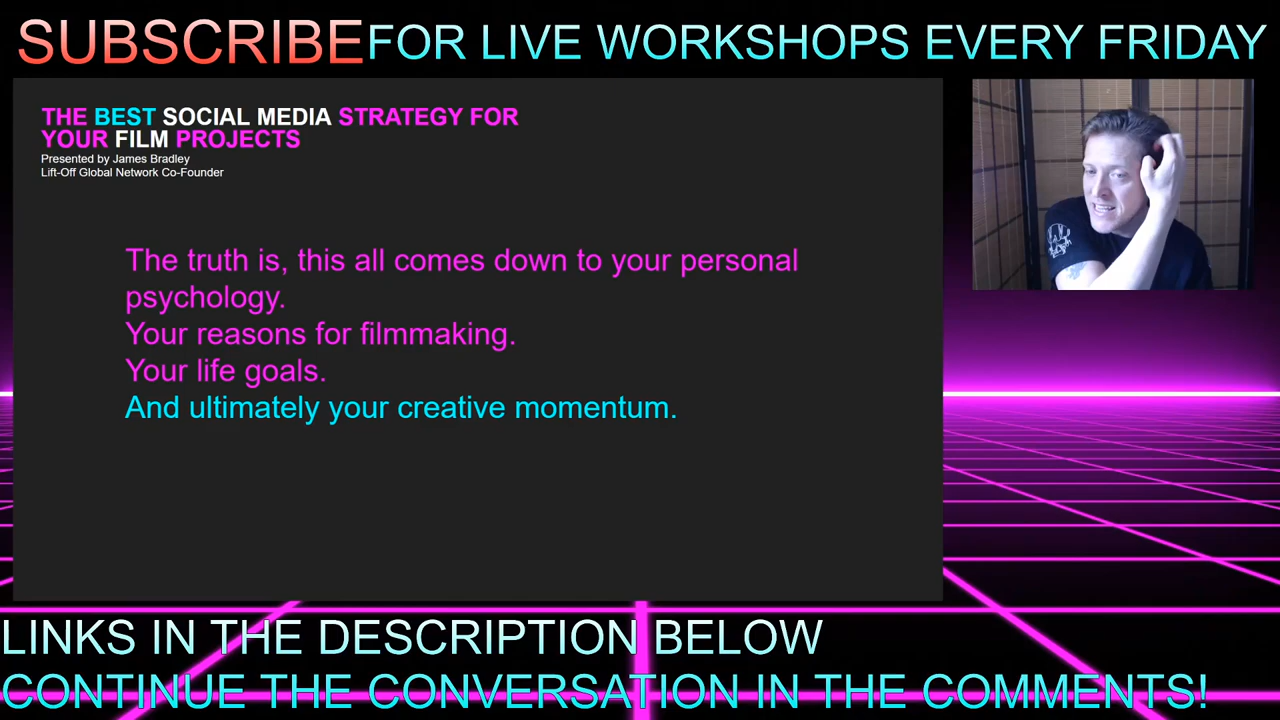 SUBSCRIBE FOR LIVE WORKSHOPS EVERY FRIDAY
THE BEST SOCIAL MEDIA STRATEGY FOR
YOUR FILM PROJECTS
Presented by James Bradley
Lift-Off Global Network Co-Founder
The truth is, this all comes down to your personal
psychology.
Your reasons for filmmaking.
Your life goals.
And ultimately your creative momentum.
LINKS IN THE DESCRIPTION BELOW
CONTINUE THE CONVERSATION IN THE COMMENTS!